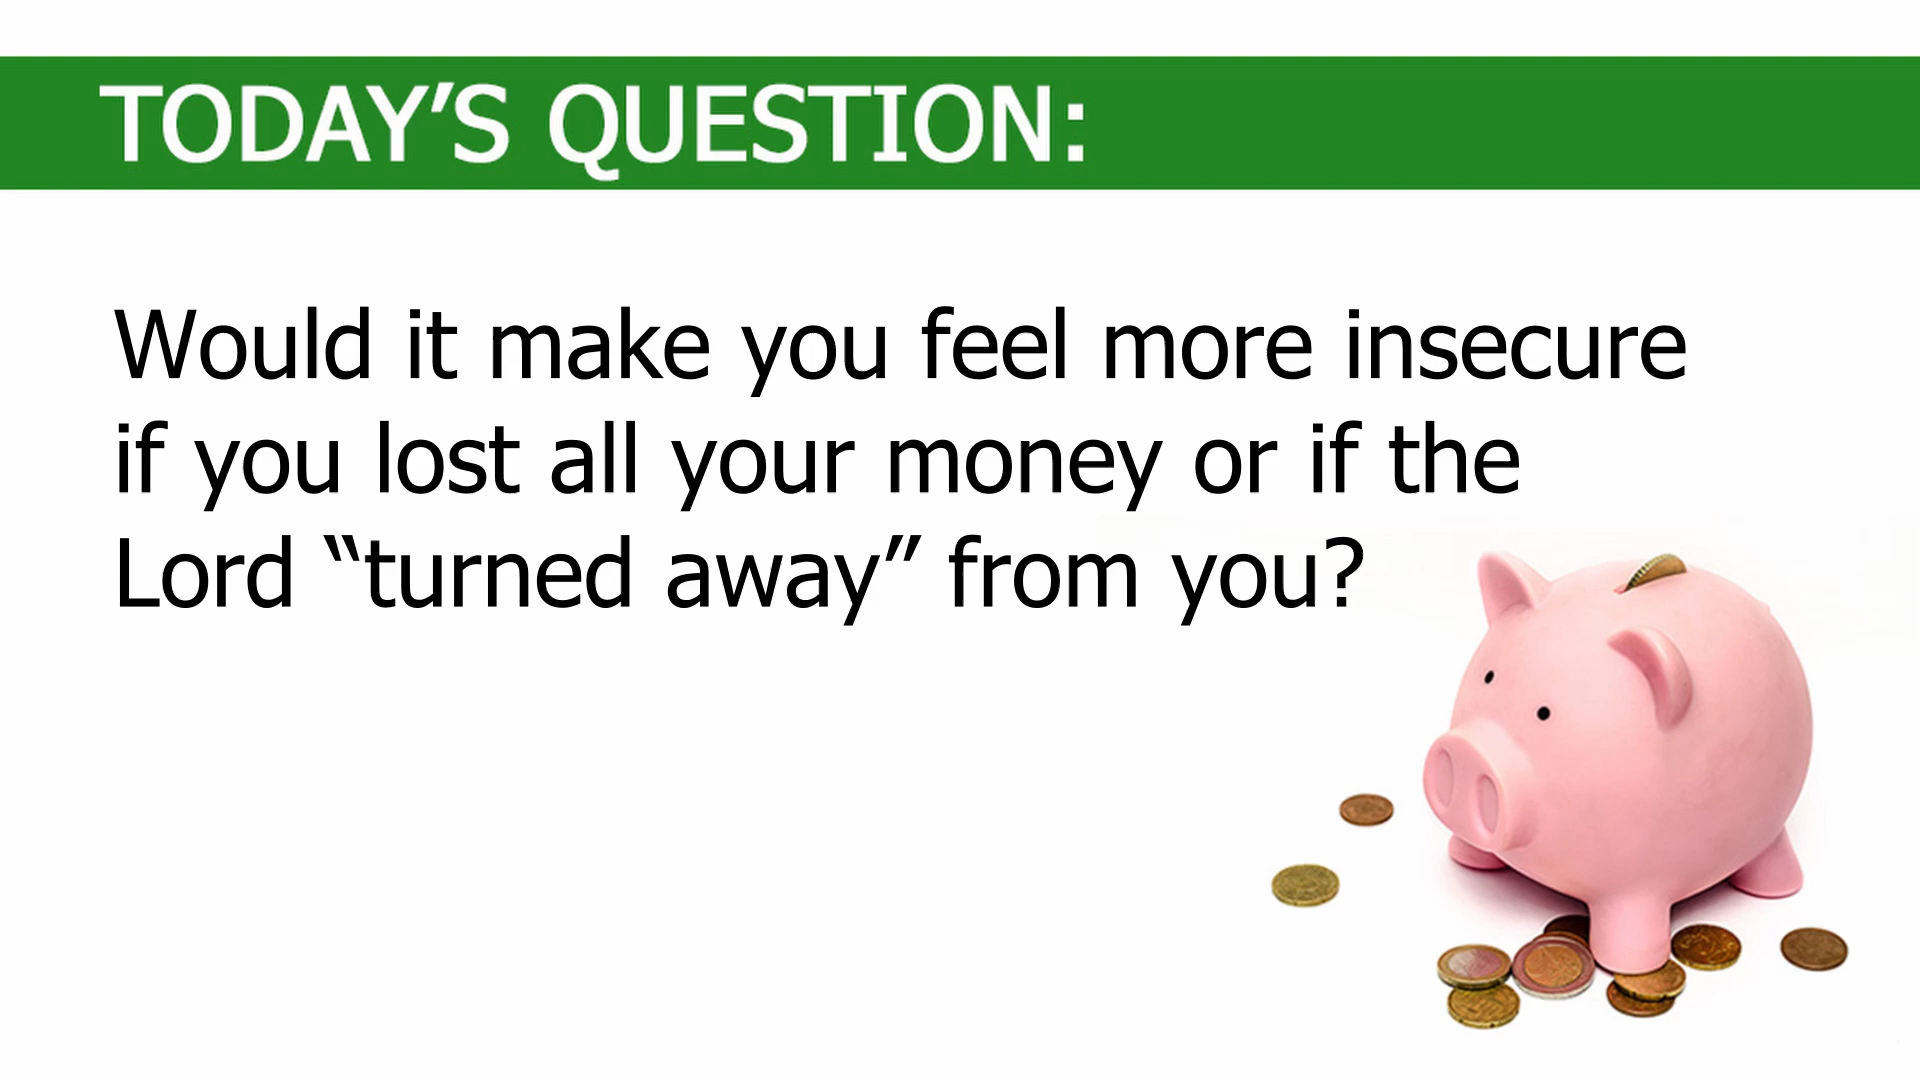 TODAY’S QUESTION:
Would it make you feel more insecure
if you lost all your money or if the
Lord “turned away” from you?